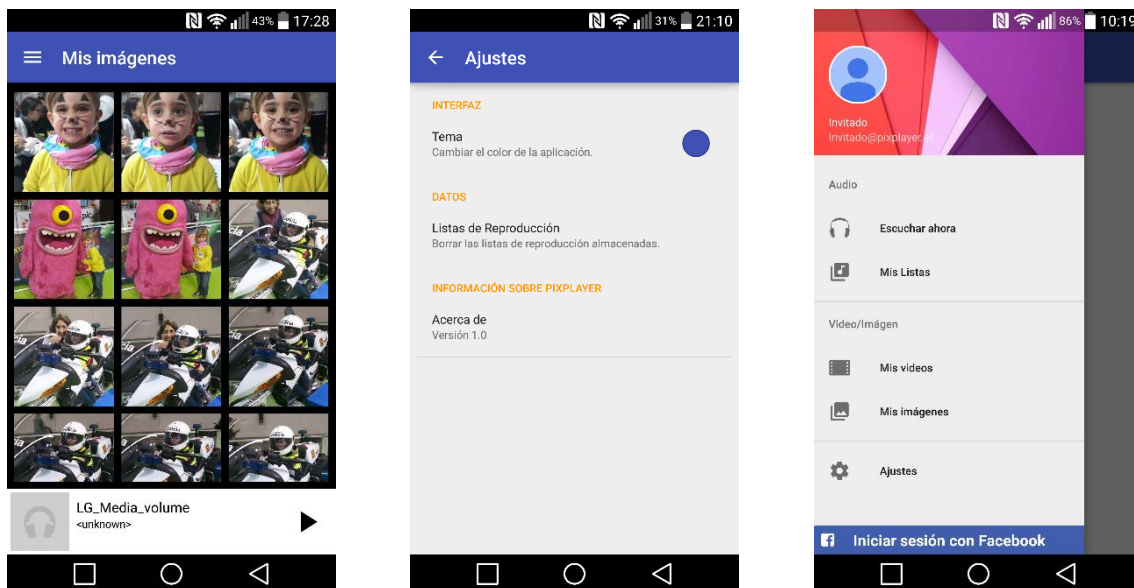 43% 17:28
Mis imágenes
LG_Media_volume
<unknown>
31% 21:10
Ajustes
INTERFAZ
Tema
Cambiar el color de la aplicación.
DATOS
Listas de Reproducción
Borrar las listas de reproducción almacenadas.
INFORMACIÓN SOBRE PIXPLAYER
Acerca de
Versión 1.0
86% 10:19
Invitado
Invitado@pixplayer.es
Audio
Escuchar ahora
Mis Listas
Video/Imágen
Mis videos
Mis imágenes
Ajustes
Iniciar sesión con Facebook